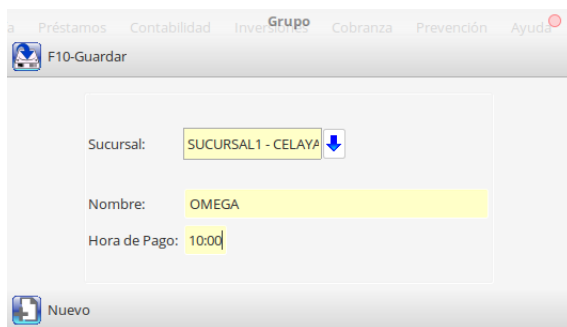 Grupo
a Préstamos Contabilidad Inversiones Cobranza Prevención Ayuda
F10-Guardar
Sucursal: SUCURSAL1 - CELAYA
Nombre: OMEGA
Hora de Pago: 10:00
Nuevo